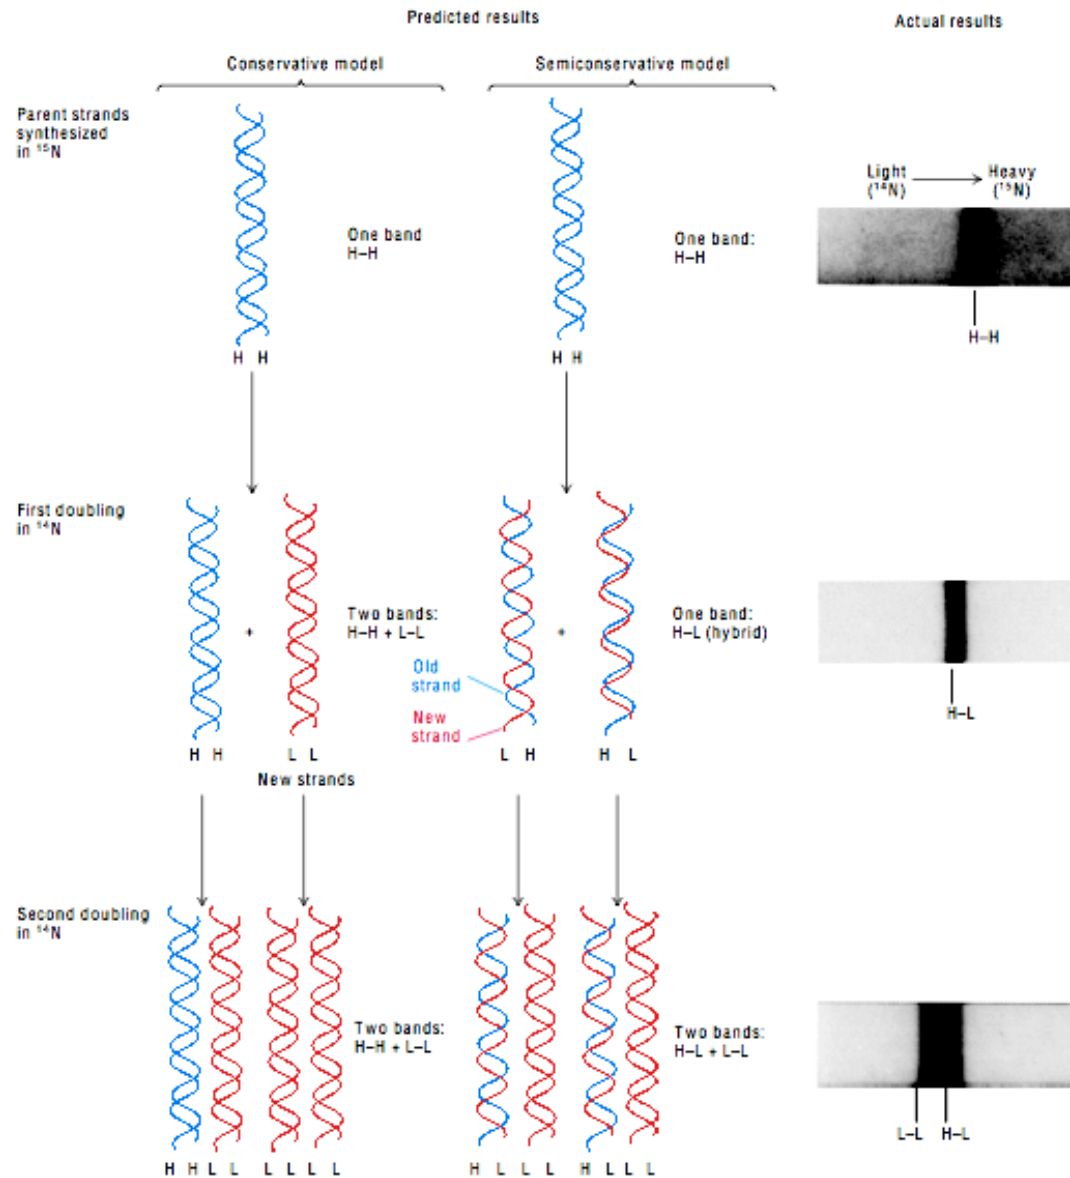 Predicted results
Actual results
Conservative model
Semiconservative model
Parent strands
synthesized
in ¹⁵N
One band
H–H
One band:
H–H
Light
(¹⁴N)
Heavy
(¹⁵N)
H–H
H H
H H
First doubling
in ¹⁴N
+
Two bands:
H–H + L–L
+
One band:
H–L (hybrid)
Old
strand
New
strand
H–L
H H
L L
L H
H L
New strands
Second doubling
in ¹⁴N
Two bands:
H–H + L–L
Two bands:
H–L + L–L
L–L
H–L
H H L L
L L L L
H L L L
H L L L